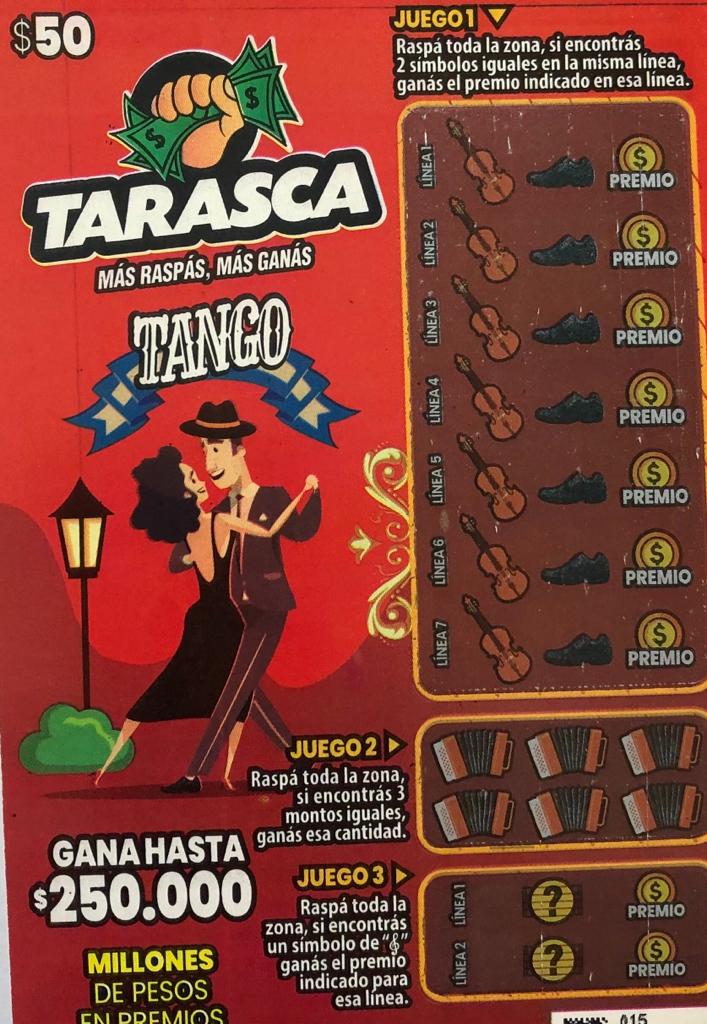 $50
TARASCA
MÁS RASPÁS, MÁS GANÁS
TANGO
JUEGO 1
Raspá toda la zona, si encontrás
2 símbolos iguales en la misma línea,
ganás el premio indicado en esa línea.
LÍNEA 1
$
PREMIO
LÍNEA 2
$
PREMIO
LÍNEA 3
$
PREMIO
LÍNEA 4
$
PREMIO
LÍNEA 5
$
PREMIO
LÍNEA 6
$
PREMIO
LÍNEA 7
$
PREMIO
JUEGO 2
Raspá toda la zona,
si encontrás 3
montos iguales,
ganás esa cantidad.
GANA HASTA
$250.000
MILLONES
DE PESOS
EN PREMIOS
JUEGO 3
Raspá toda la
zona, si encontrás
un símbolo de "𝄞"
ganás el premio
indicado para
esa línea.
LÍNEA 1
?
$
PREMIO
LÍNEA 2
?
$
PREMIO
015